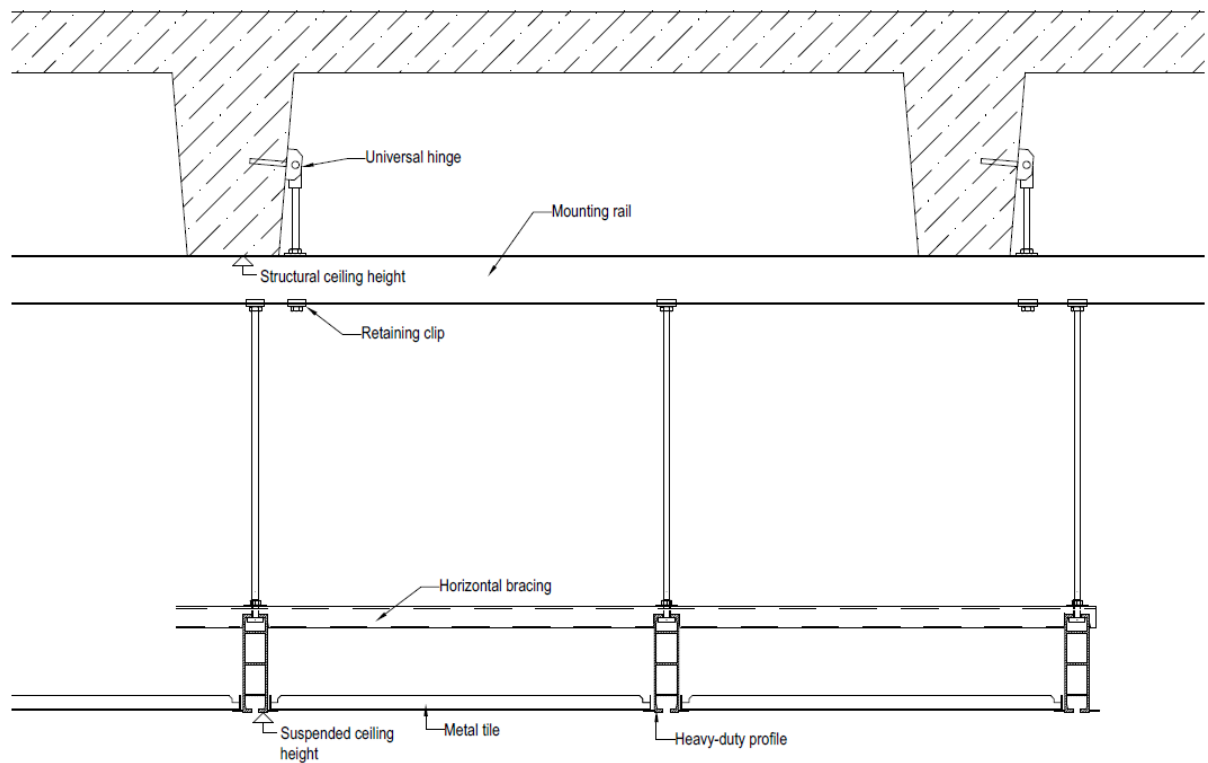 Universal hinge
Mounting rail
Structural ceiling height
Retaining clip
Horizontal bracing
Suspended ceiling
height
Metal tile
Heavy-duty profile